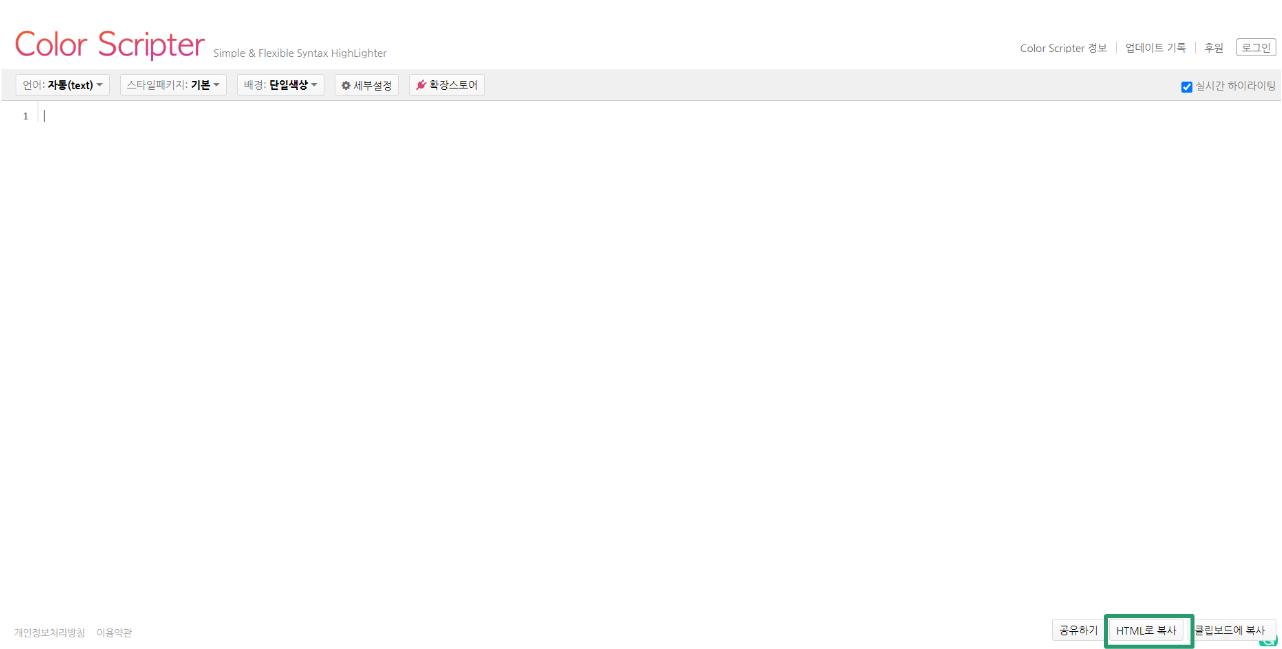 Color Scripter Simple & Flexible Syntax HighLighter
Color Scripter 정보 업데이트 기록 후원 로그인
언어: 자동(text) 스타일패키지: 기본 배경: 단일색상 세부설정 확장스토어 실시간 하이라이팅
1
개인정보처리방침 이용약관 공유하기 HTML로 복사 클립보드에 복사